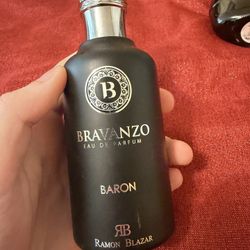 B
BRAVANZO
EAU DE PARFUM
BARON
RB
RAMON BLAZAR